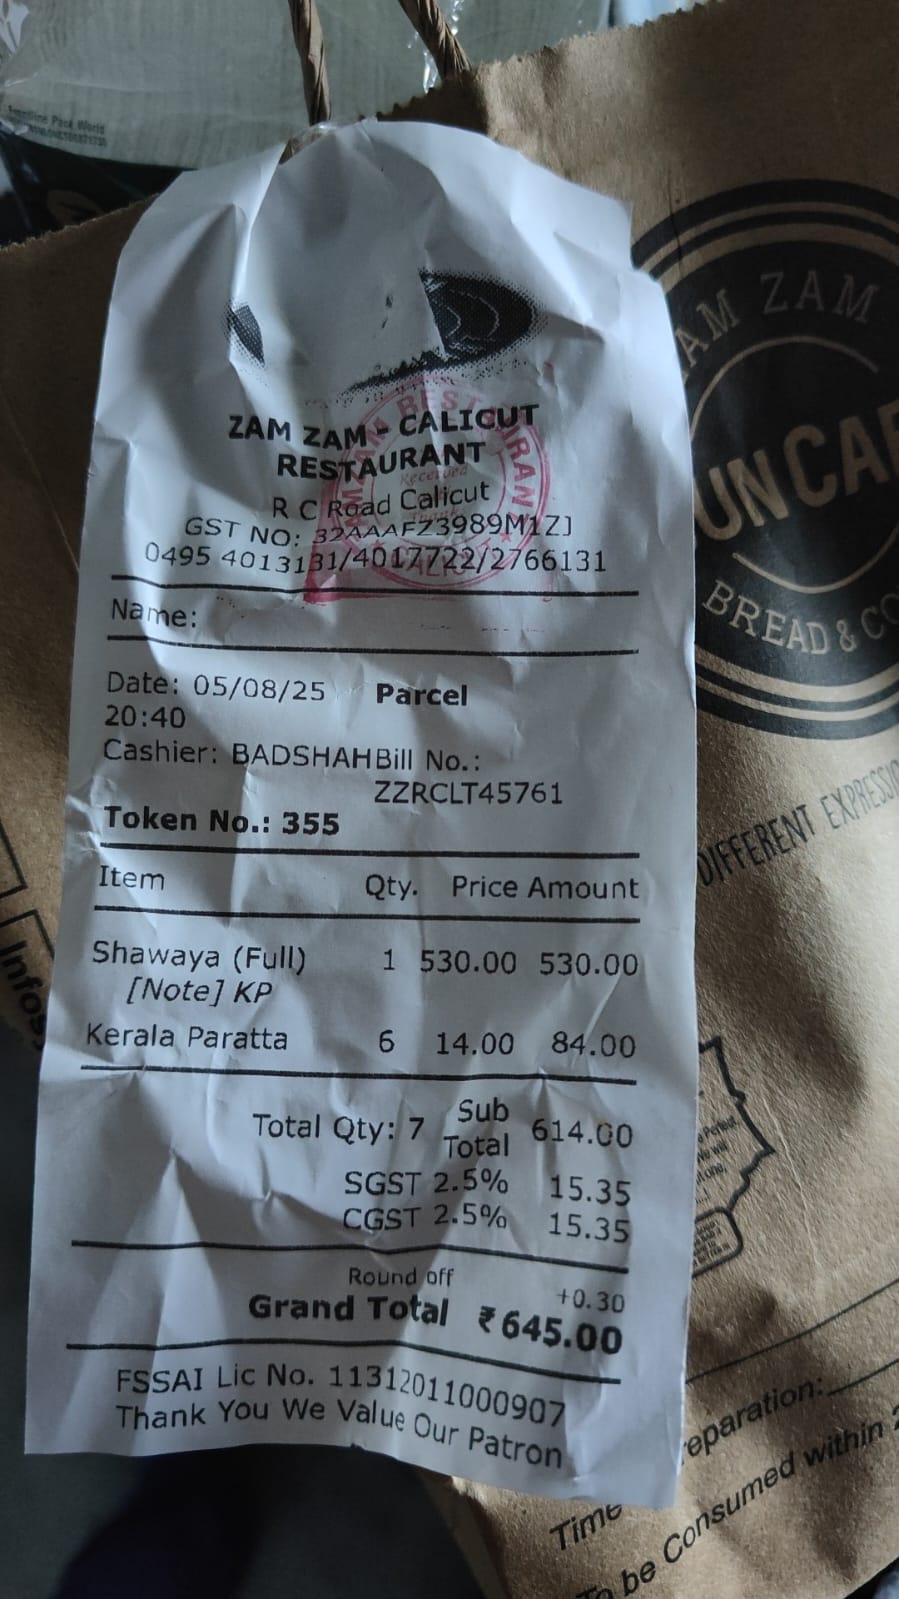 ZAM ZAM - CALICUT
RESTAURANT
R C Road Calicut
GST NO: 32AAAFZ3989M1ZJ
0495 4013131/4017722/2766131
Name:
Date: 05/08/25 Parcel
20:40
Cashier: BADSHAH Bill No.:
ZZRCLT45761
Token No.: 355
Item Qty. Price Amount
Shawaya (Full) 1 530.00 530.00
[Note] KP
Kerala Paratta 6 14.00 84.00
Total Qty: 7 Sub Total 614.00
SGST 2.5% 15.35
CGST 2.5% 15.35
Round off +0.30
Grand Total ₹645.00
FSSAI Lic No. 11312011000907
Thank You We Value Our Patron
RESTAURANT
Received
ZAM
BREAD &
DIFFERENT
Time
be Consumed within